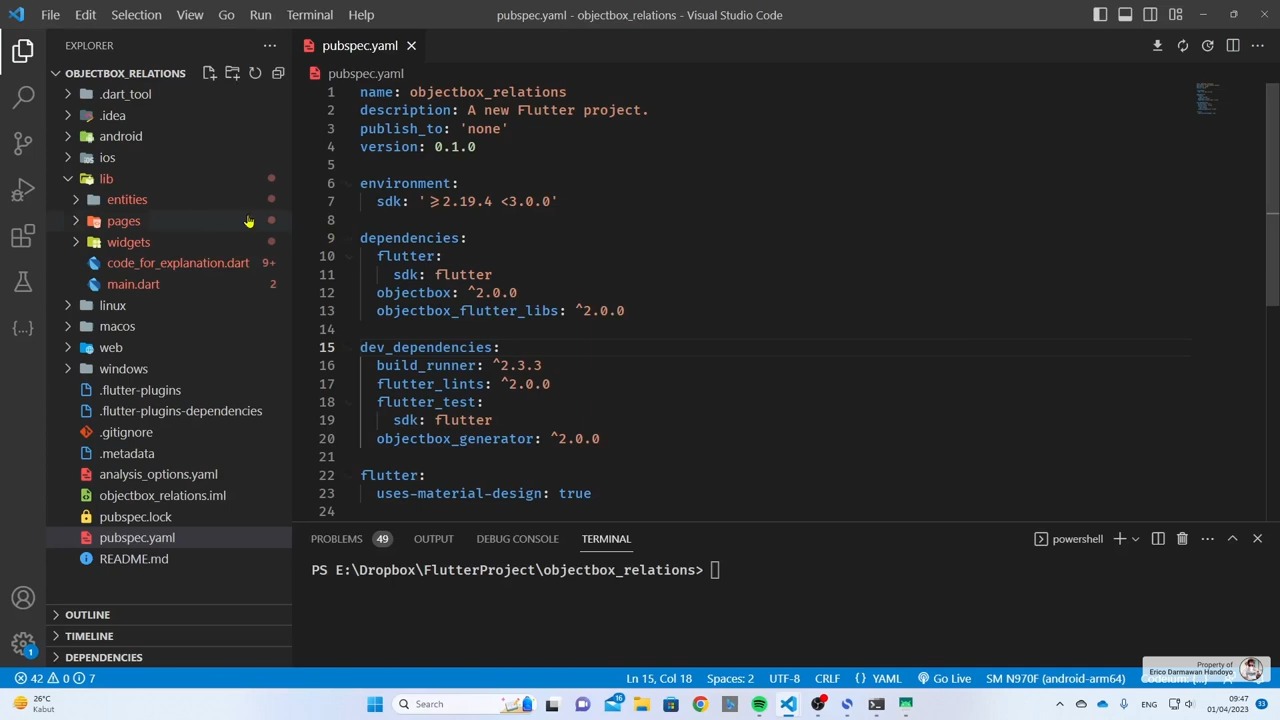 File Edit Selection View Go Run Terminal Help
pubspec.yaml - objectbox_relations - Visual Studio Code
EXPLORER
OBJECTBOX_RELATIONS
.dart_tool
.idea
android
ios
lib
entities
pages
widgets
code_for_explanation.dart 9+
main.dart 2
linux
macos
web
windows
.flutter-plugins
.flutter-plugins-dependencies
.gitignore
.metadata
analysis_options.yaml
objectbox_relations.iml
pubspec.lock
pubspec.yaml
README.md
OUTLINE
TIMELINE
DEPENDENCIES
pubspec.yaml
pubspec.yaml
1 name: objectbox_relations
2 description: A new Flutter project.
3 publish_to: 'none'
4 version: 0.1.0
5
6 environment:
7 sdk: '>=2.19.4 <3.0.0'
8
9 dependencies:
10 flutter:
11 sdk: flutter
12 objectbox: ^2.0.0
13 objectbox_flutter_libs: ^2.0.0
14
15 dev_dependencies:
16 build_runner: ^2.3.3
17 flutter_lints: ^2.0.0
18 flutter_test:
19 sdk: flutter
20 objectbox_generator: ^2.0.0
21
22 flutter:
23 uses-material-design: true
24
PROBLEMS 49 OUTPUT DEBUG CONSOLE TERMINAL
powershell
PS E:\Dropbox\FlutterProject\objectbox_relations>
1
42 0 7
Ln 15, Col 18 Spaces: 2 UTF-8 CRLF {} YAML Go Live SM N970F (android-arm64)
Property of
Erico Darmawan Handoyo
26°C
Kabut
Search
16
ENG
09:47
01/04/2023